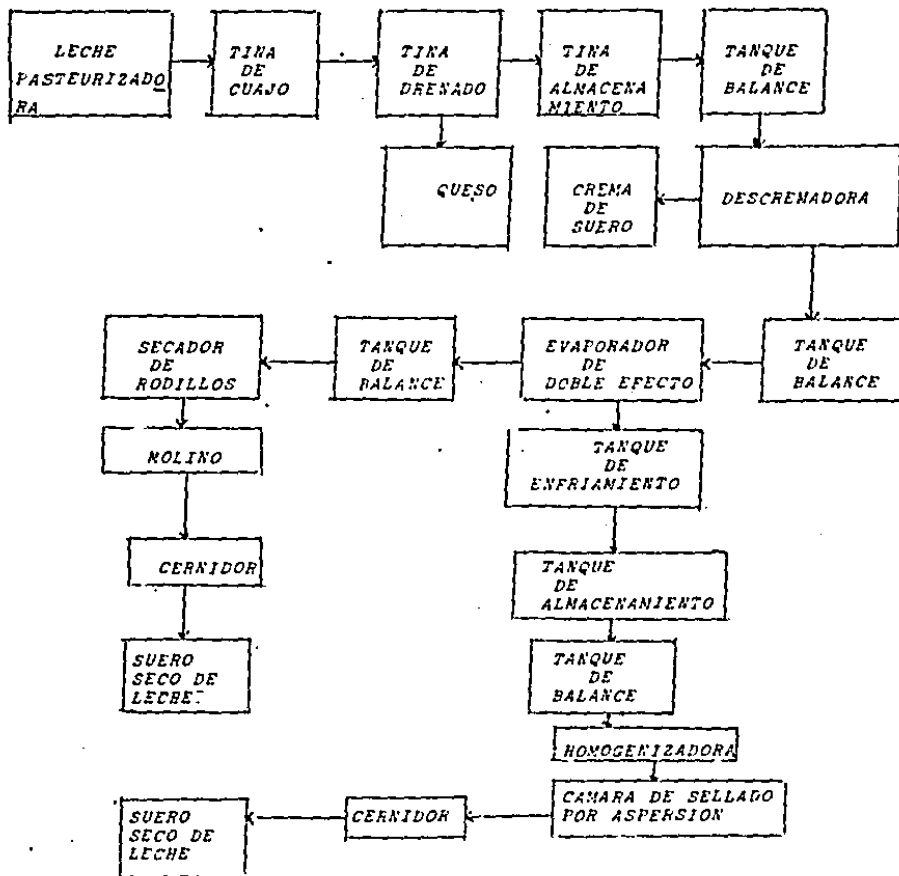 LECHE
PASTEURIZADO
RA
TINA
DE
CUAJO
TINA
DE
DRENADO
TINA
DE
ALMACENA
MIENTO
TANQUE
DE
BALANCE
QUESO
CREMA
DE
SUERO
DESCREMADORA
SECADOR
DE
RODILLOS
TANQUE
DE
BALANCE
EVAPORADOR
DE
DOBLE EFECTO
TANQUE
DE
BALANCE
MOLINO
TANQUE
DE
ENFRIAMIENTO
CERNIDOR
TANQUE
DE
ALMACENAMIENTO
SUERO
SECO DE
LECHE.
TANQUE
DE
BALANCE
HOMOGENIZADORA
CAMARA DE SELLADO
POR ASPERSION
CERNIDOR
SUERO
SECO DE
LECHE